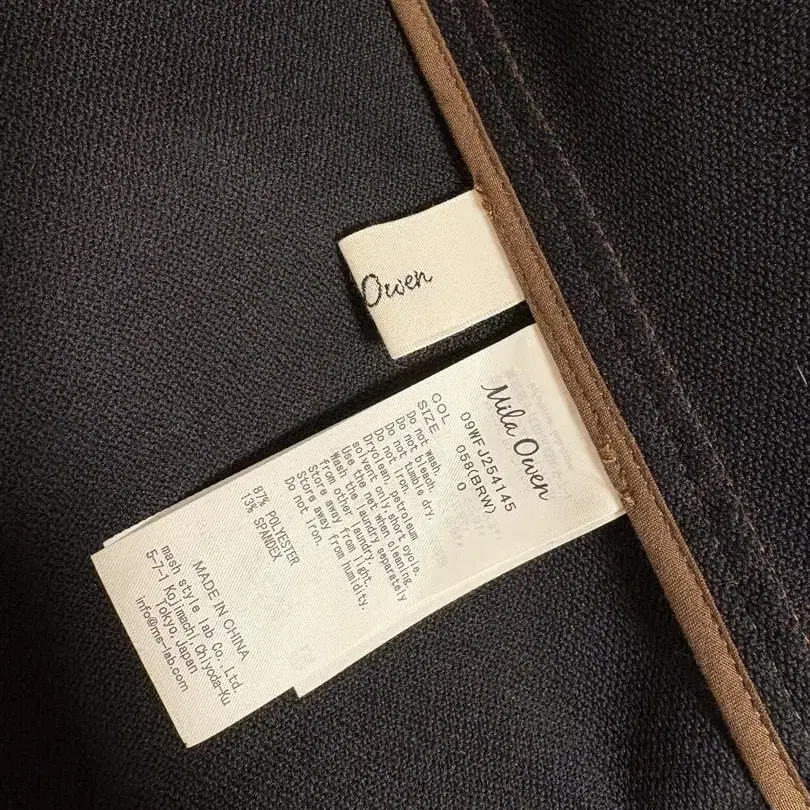 Owen
Mila Owen
09WFJ254145
COL 058(BRW)
SIZE 0
Do not wash.
Do not bleach.
Do not tumble dry.
Do not iron.
Dryclean, petroleum
solvent only,short cycle.
Use the net when cleaning.
Wash the laundry separately
from other laundry.
Store away from light.
Store away from humidity.
Do not iron.
87% POLYESTER
13% SPANDEX
MADE IN CHINA
mash style lab Co.,Ltd.
5-7-1 Kojimachi,Chiyoda-Ku
Tokyo,Japan
info@ms-lab.com